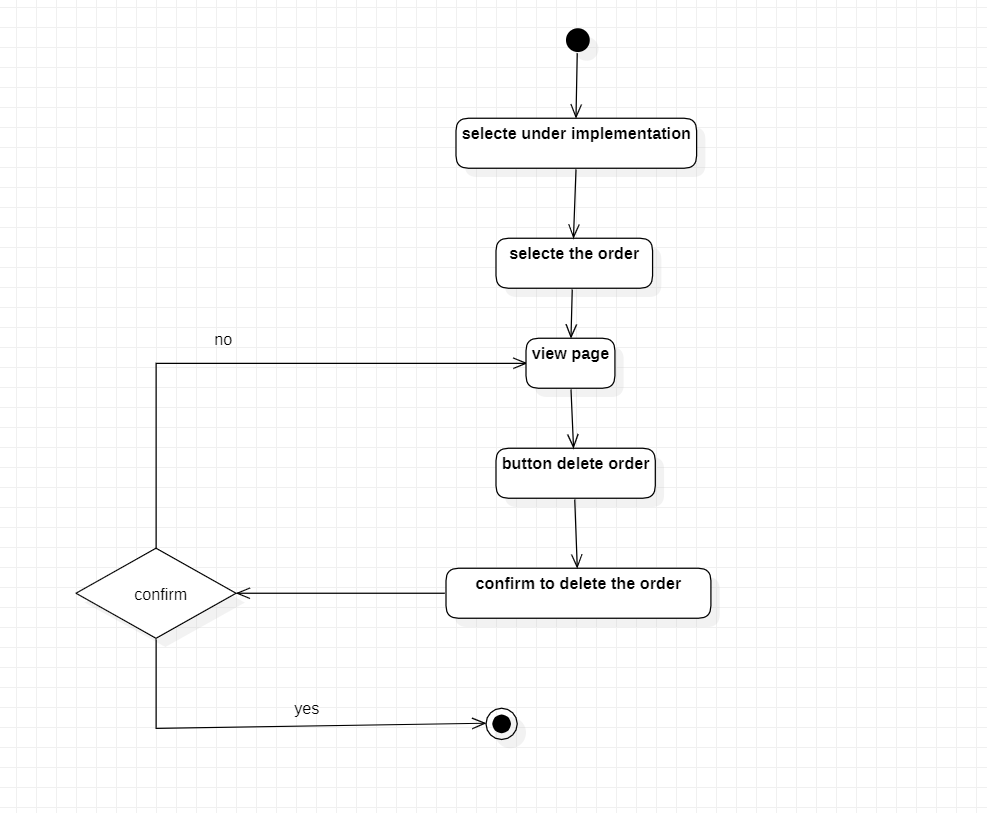 selecte under implementation
selecte the order
no
view page
button delete order
confirm to delete the order
confirm
yes